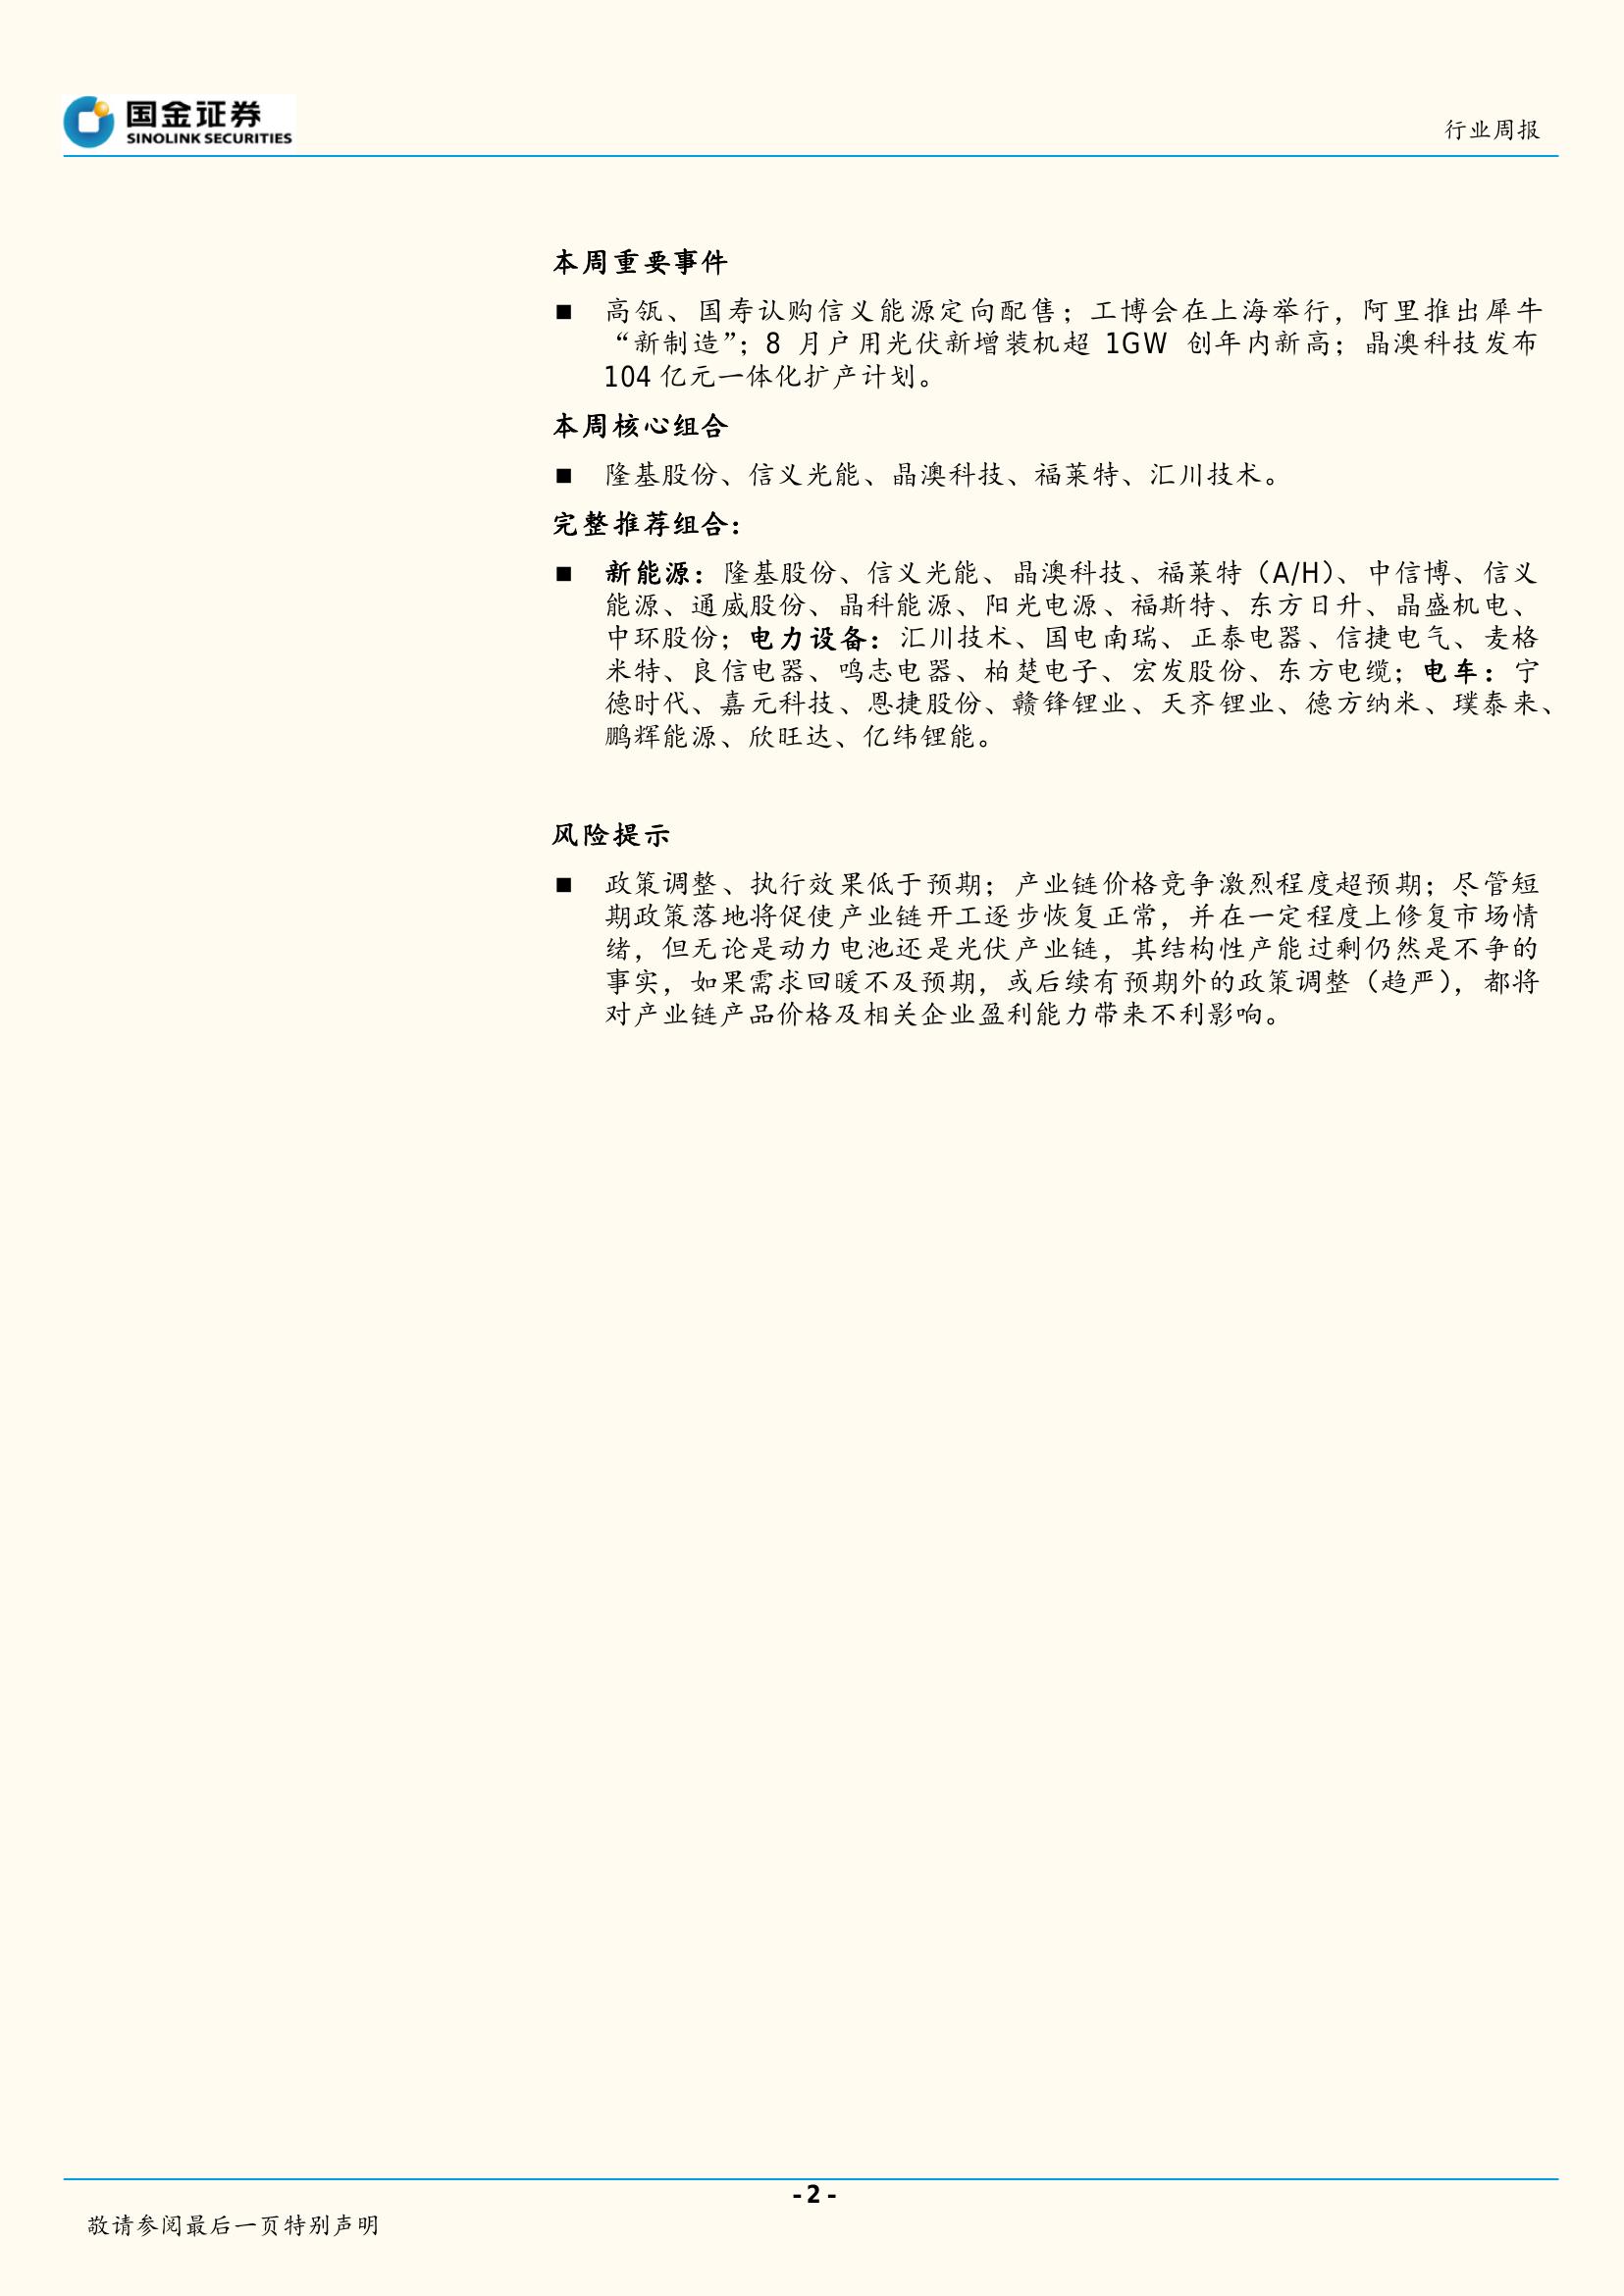 国金证券
SINOLINK SECURITIES
行业周报
本周重要事件
■ 高瓴、国寿认购信义能源定向配售；工博会在上海举行，阿里推出犀牛
“新制造”；8 月户用光伏新增装机超 1GW 创年内新高；晶澳科技发布
104 亿元一体化扩产计划。
本周核心组合
■ 隆基股份、信义光能、晶澳科技、福莱特、汇川技术。
完整推荐组合：
■ 新能源：隆基股份、信义光能、晶澳科技、福莱特（A/H）、中信博、信义
能源、通威股份、晶科能源、阳光电源、福斯特、东方日升、晶盛机电、
中环股份；电力设备：汇川技术、国电南瑞、正泰电器、信捷电气、麦格
米特、良信电器、鸣志电器、柏楚电子、宏发股份、东方电缆；电车：宁
德时代、嘉元科技、恩捷股份、赣锋锂业、天齐锂业、德方纳米、璞泰来、
鹏辉能源、欣旺达、亿纬锂能。
风险提示
■ 政策调整、执行效果低于预期；产业链价格竞争激烈程度超预期；尽管短
期政策落地将促使产业链开工逐步恢复正常，并在一定程度上修复市场情
绪，但无论是动力电池还是光伏产业链，其结构性产能过剩仍然是不争的
事实，如果需求回暖不及预期，或后续有预期外的政策调整（趋严），都将
对产业链产品价格及相关企业盈利能力带来不利影响。
- 2 -
敬请参阅最后一页特别声明